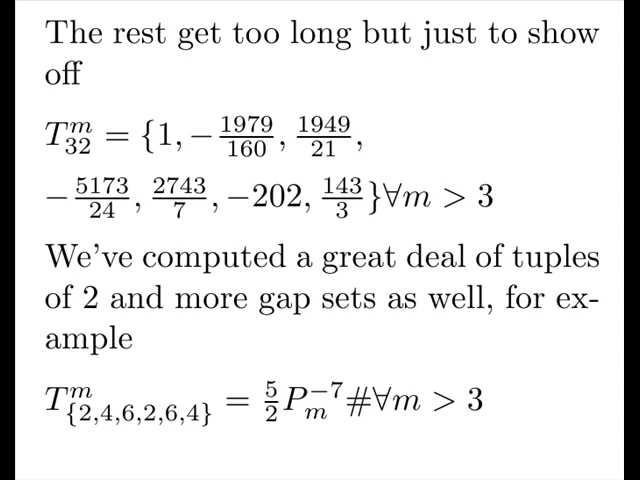 The rest get too long but just to show
off
T^m_32 = {1, −1979/160, 1949/21,
−5173/24, 2743/7, −202, 143/3}∀m > 3
We've computed a great deal of tuples
of 2 and more gap sets as well, for ex-
ample
T^m_{2,4,6,2,6,4} = 5/2 P_m^−7#∀m > 3